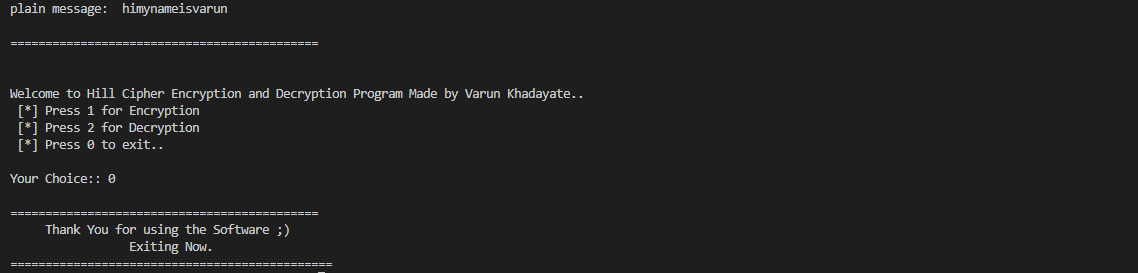 plain message:  himynameisvarun
============================================
Welcome to Hill Cipher Encryption and Decryption Program Made by Varun Khadayate..
[*] Press 1 for Encryption
[*] Press 2 for Decryption
[*] Press 0 to exit..
Your Choice:: 0
============================================
Thank You for using the Software ;)
Exiting Now.
==============================================